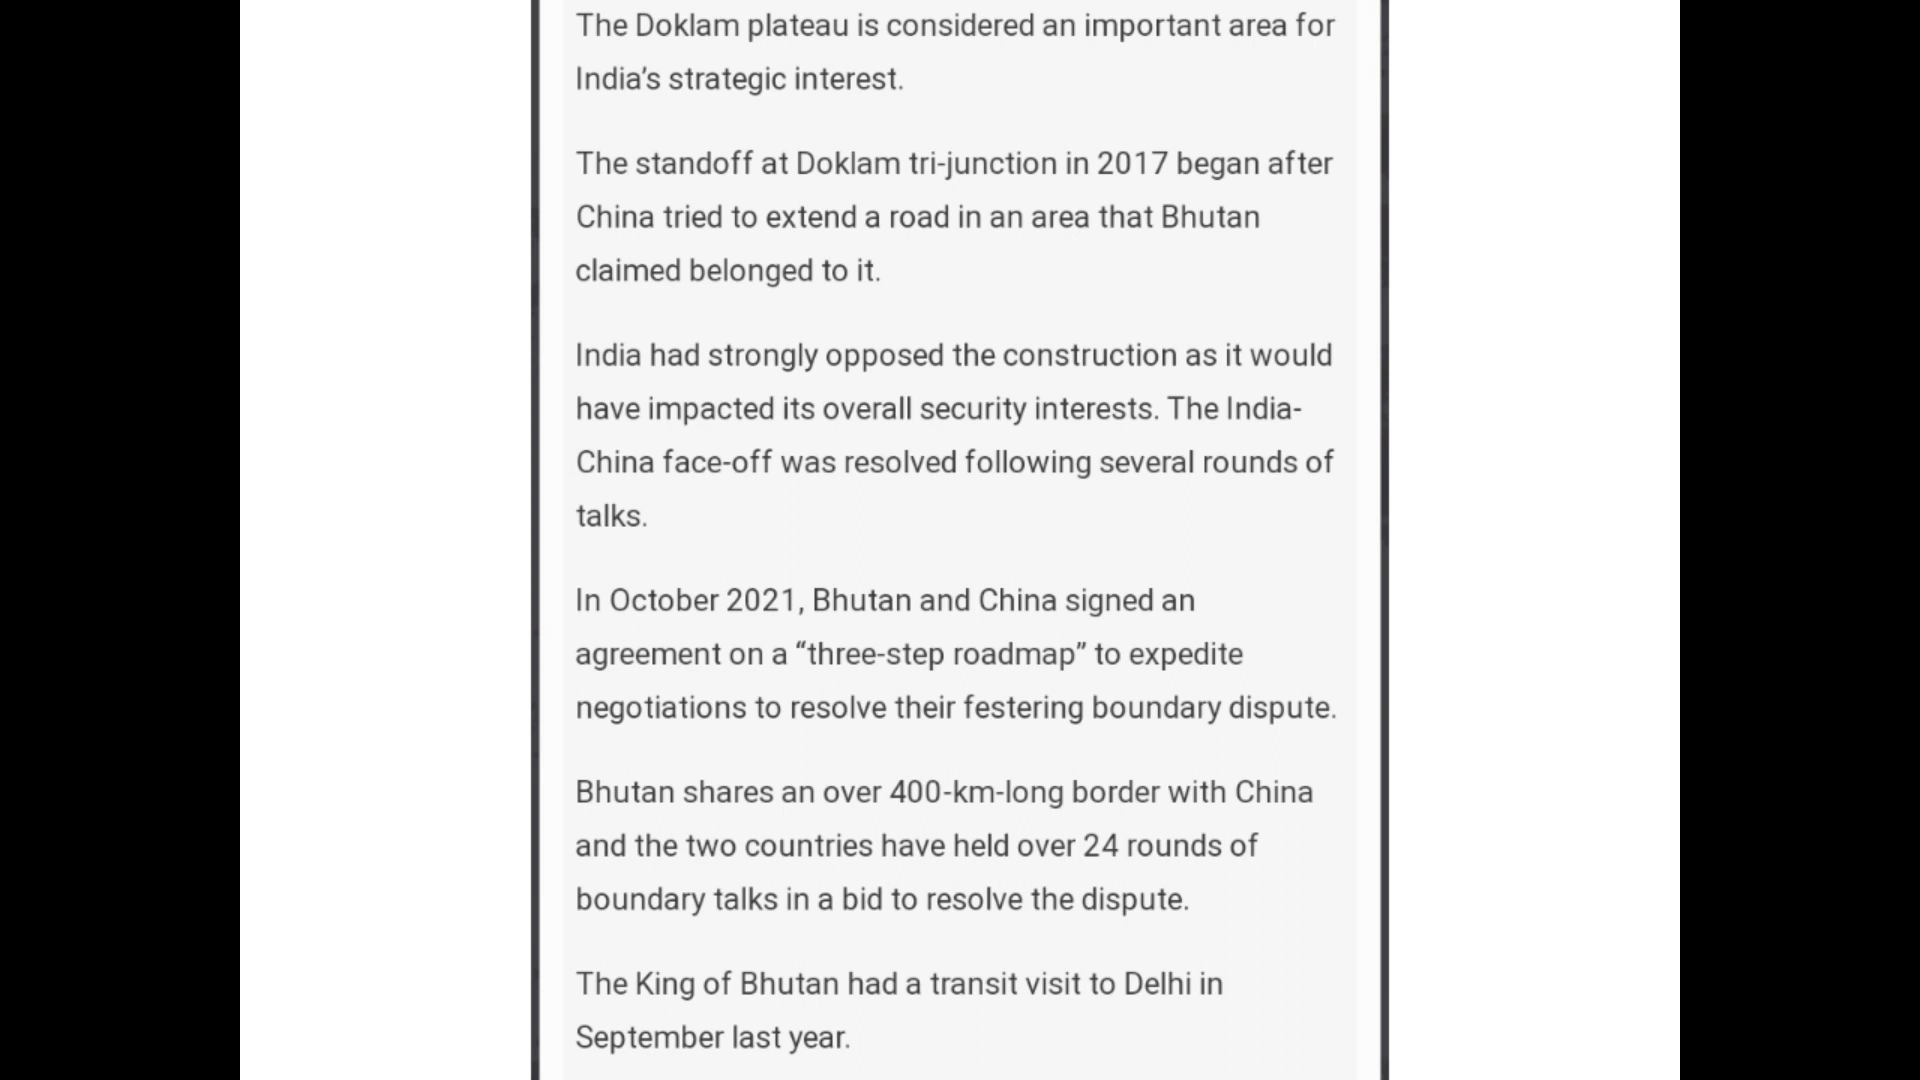 The Doklam plateau is considered an important area for
India’s strategic interest.
The standoff at Doklam tri-junction in 2017 began after
China tried to extend a road in an area that Bhutan
claimed belonged to it.
India had strongly opposed the construction as it would
have impacted its overall security interests. The India-
China face-off was resolved following several rounds of
talks.
In October 2021, Bhutan and China signed an
agreement on a “three-step roadmap” to expedite
negotiations to resolve their festering boundary dispute.
Bhutan shares an over 400-km-long border with China
and the two countries have held over 24 rounds of
boundary talks in a bid to resolve the dispute.
The King of Bhutan had a transit visit to Delhi in
September last year.